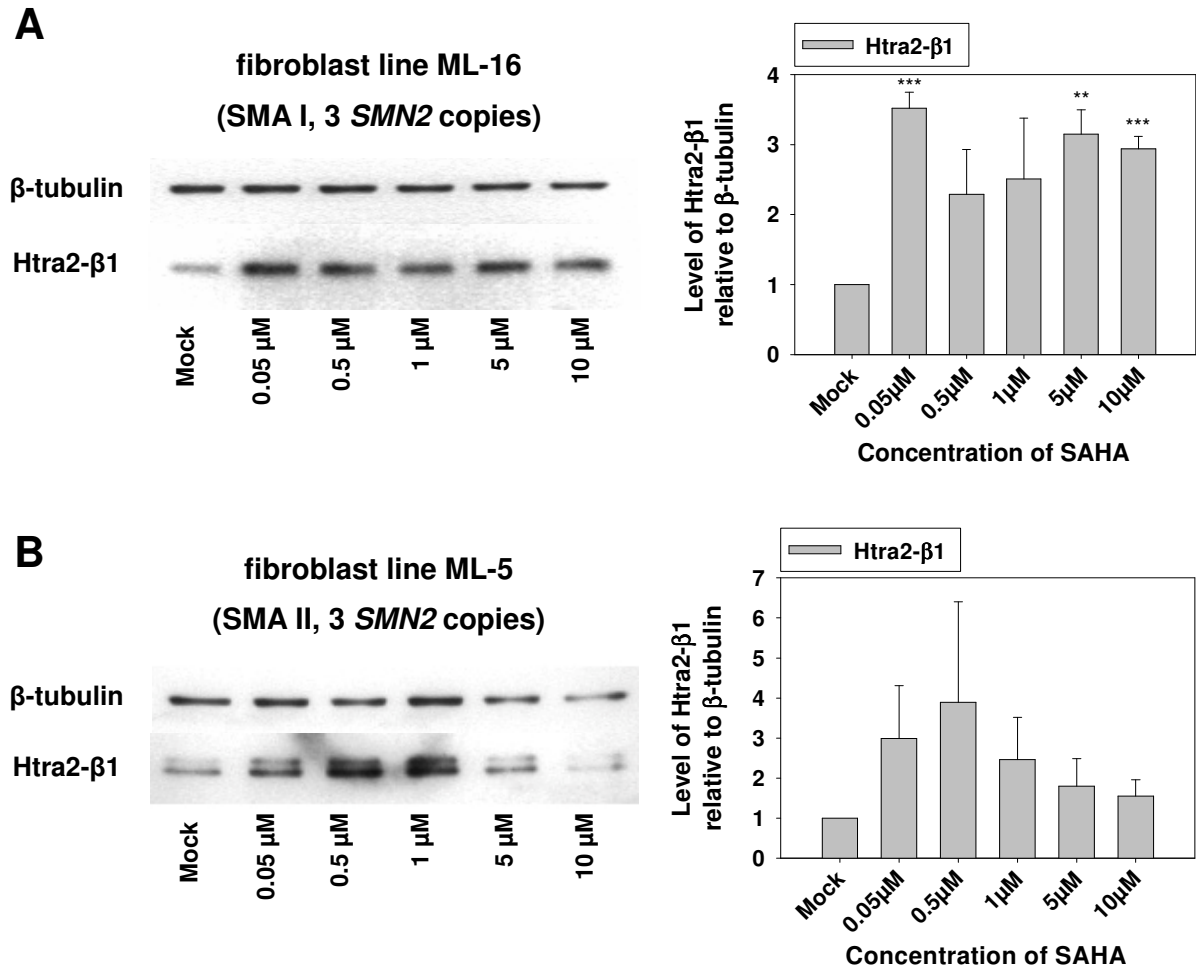 A
fibroblast line ML-16
(SMA I, 3 SMN2 copies)
β-tubulin
Htra2-β1
Mock
0.05 µM
0.5 µM
1 µM
5 µM
10 µM
Htra2-β1
Level of Htra2-β1
relative to β-tubulin
4
3
2
1
0
***
**
***
Mock
0.05µM
0.5µM
1µM
5µM
10µM
Concentration of SAHA
B
fibroblast line ML-5
(SMA II, 3 SMN2 copies)
β-tubulin
Htra2-β1
Mock
0.05 µM
0.5 µM
1 µM
5 µM
10 µM
Htra2-β1
Level of Htra2-β1
relative to β-tubulin
7
6
5
4
3
2
1
0
Mock
0.05µM
0.5µM
1µM
5µM
10µM
Concentration of SAHA